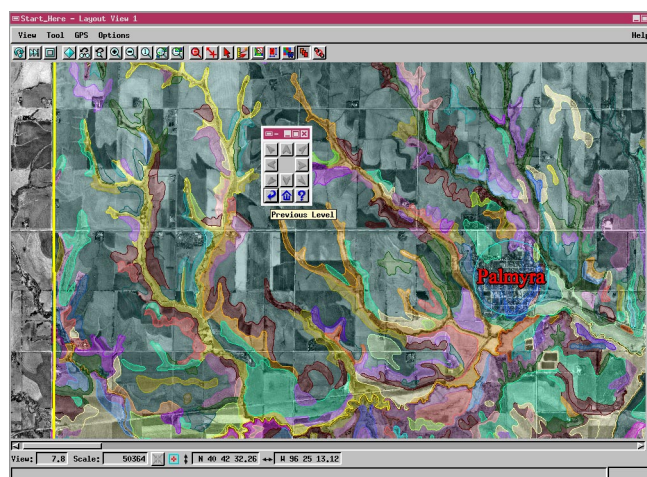 Start_Here - Layout View 1
View Tool GPS Options Help
Previous Level
Palmyra
View: 7.8 Scale: 50364 N 40 42 32.26 W 96 25 13.12